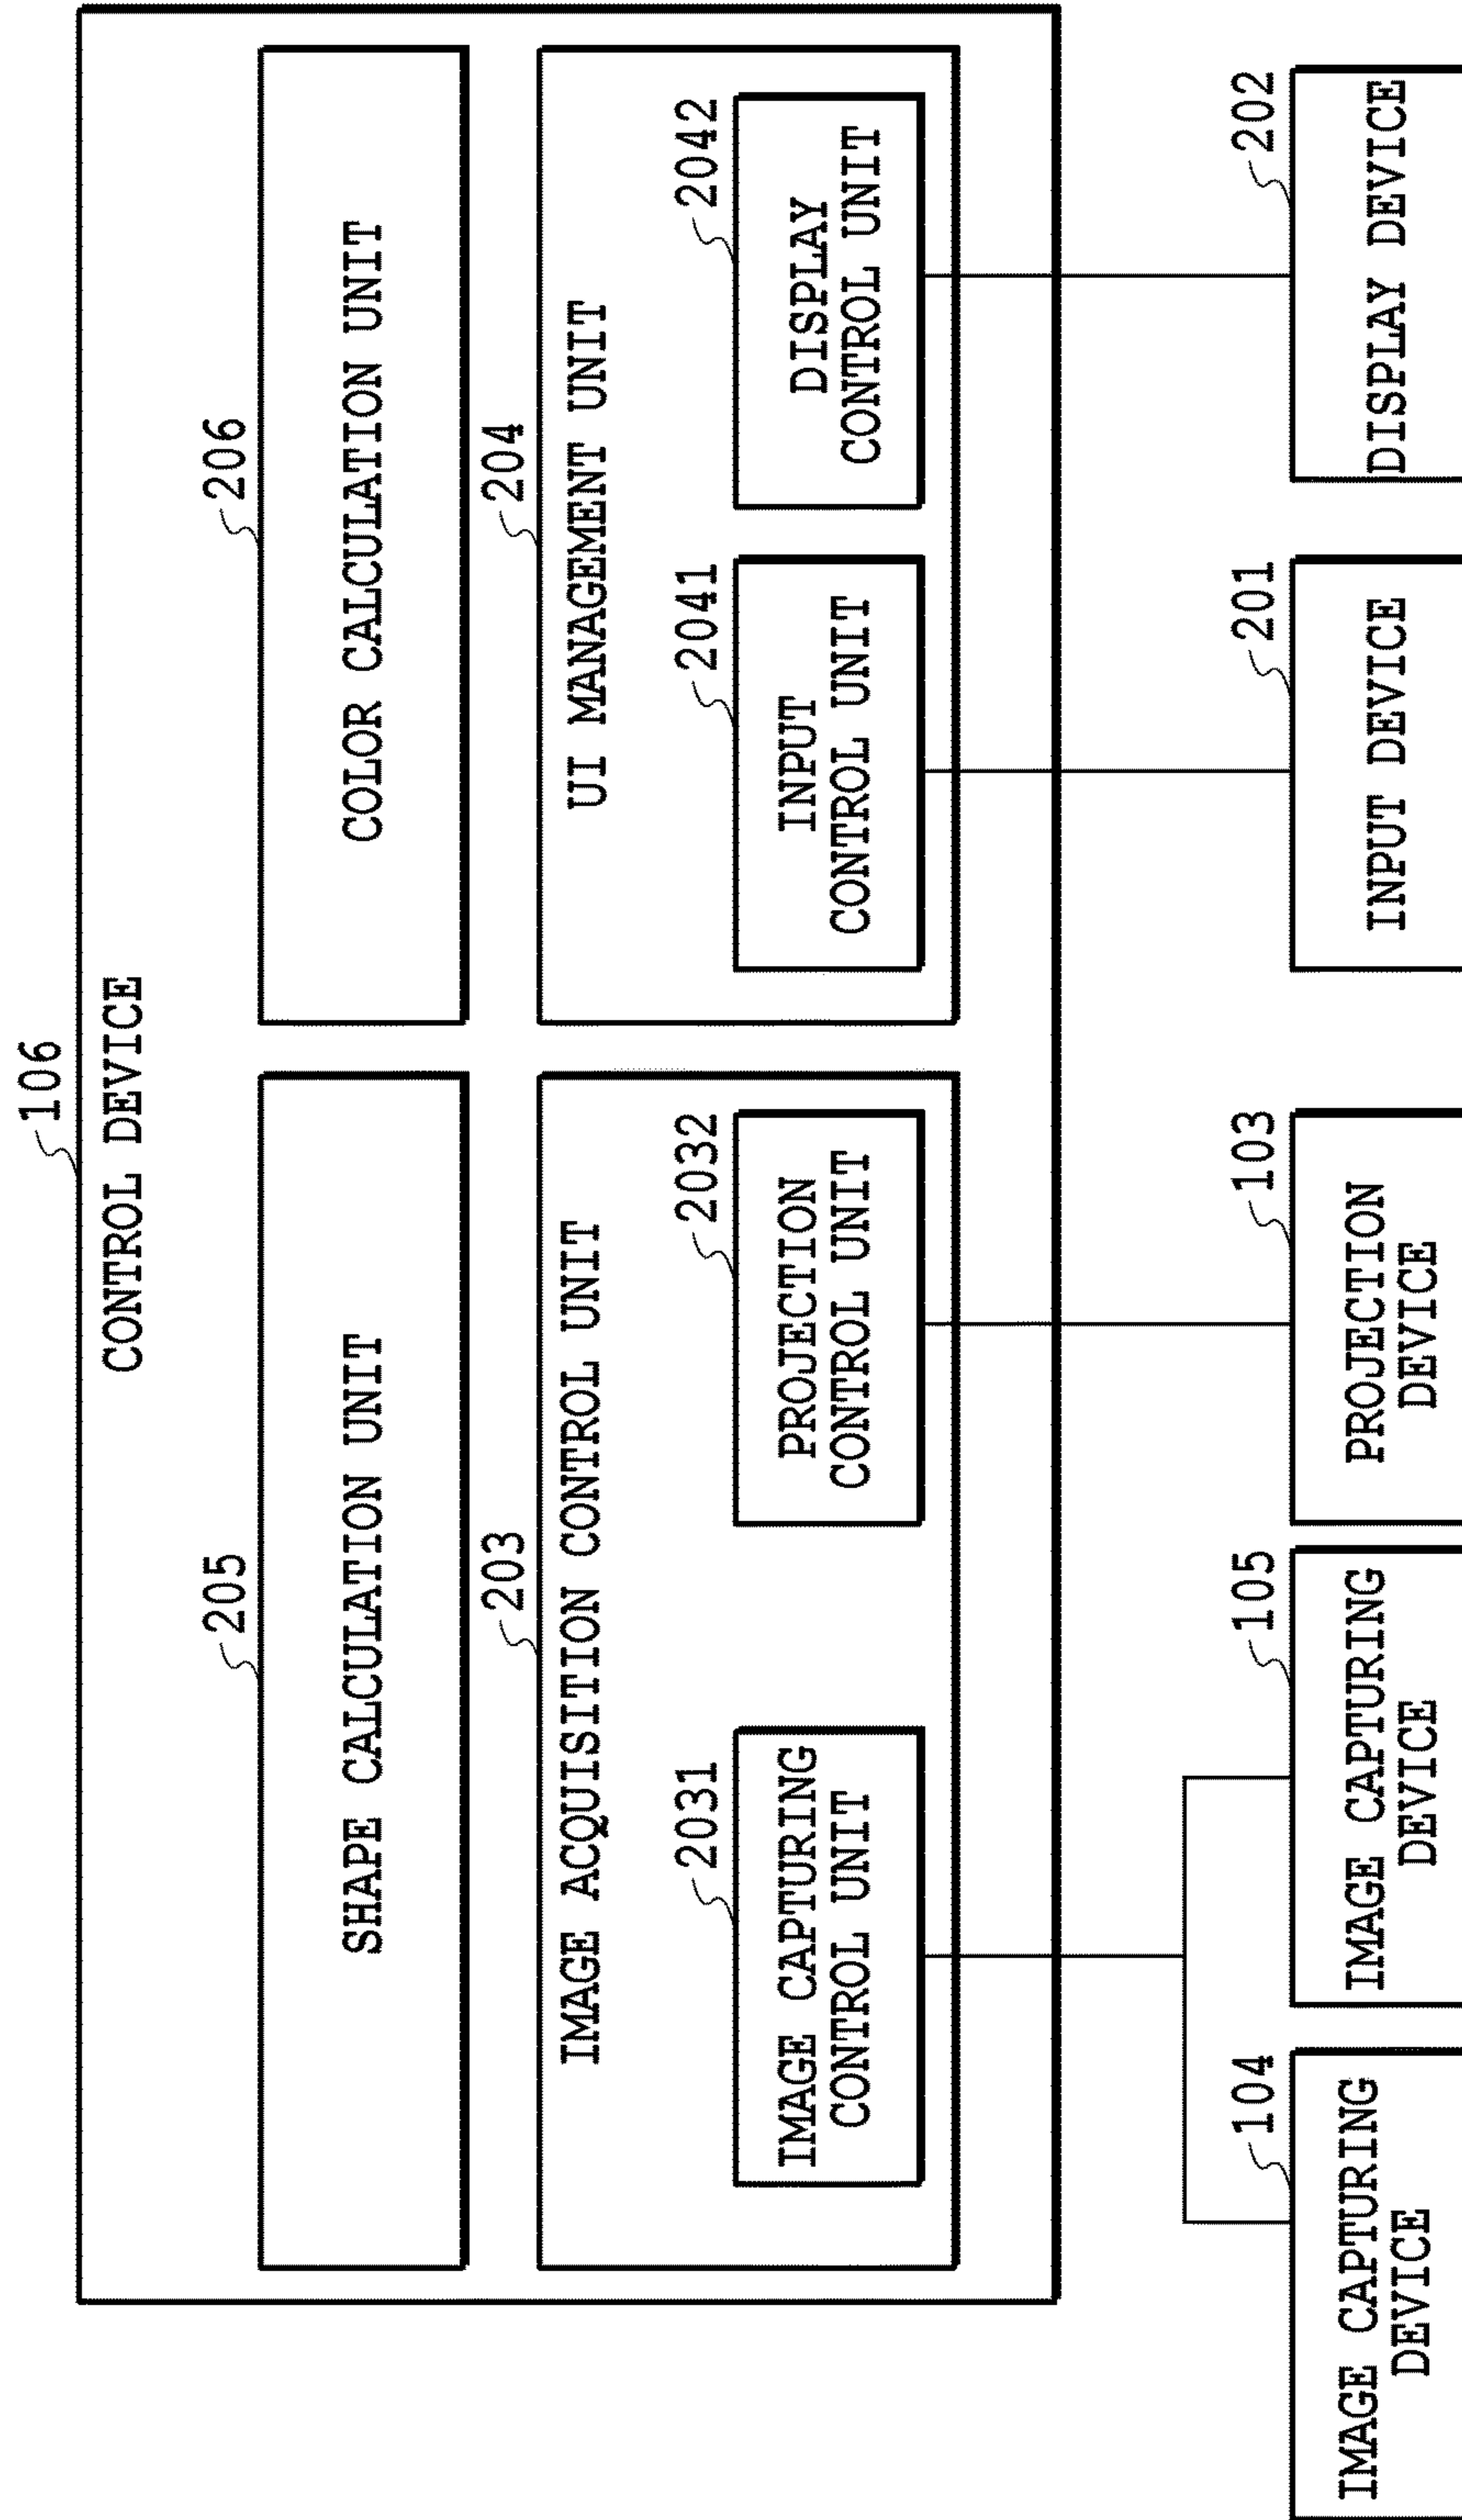 106
CONTROL DEVICE
205
SHAPE CALCULATION UNIT
206
COLOR CALCULATION UNIT
203
IMAGE ACQUISITION CONTROL UNIT
2031
IMAGE CAPTURING
CONTROL UNIT
2032
PROJECTION
CONTROL UNIT
204
UI MANAGEMENT UNIT
2041
INPUT
CONTROL UNIT
2042
DISPLAY
CONTROL UNIT
104
IMAGE CAPTURING
DEVICE
105
IMAGE CAPTURING
DEVICE
103
PROJECTION
DEVICE
201
INPUT DEVICE
202
DISPLAY DEVICE